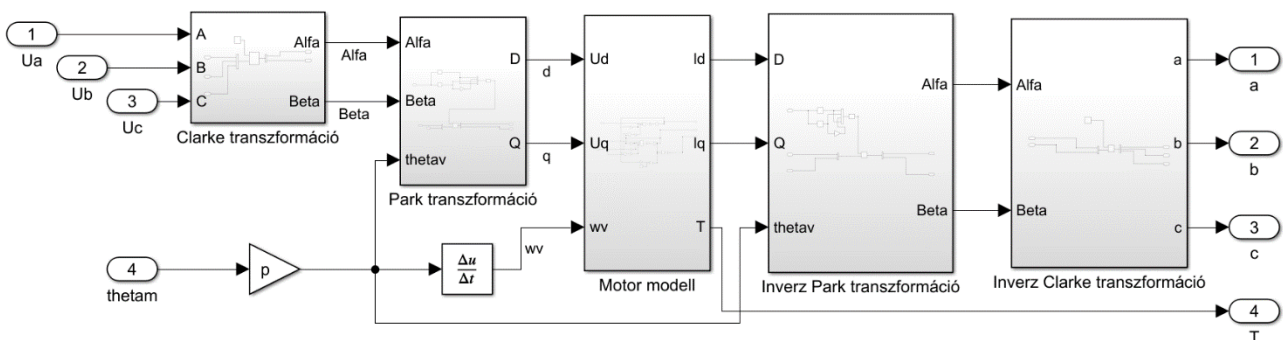 1
Ua
2
Ub
3
Uc
A
B
C
Alfa
Beta
Clarke transzformáció
Alfa
Beta
Alfa
Beta
thetav
D
Q
Park transzformáció
d
q
Ud
Uq
wv
Id
Iq
T
Motor modell
D
Q
thetav
Alfa
Beta
Inverz Park transzformáció
Alfa
Beta
a
b
c
Inverz Clarke transzformáció
1
a
2
b
3
c
4
T
4
thetam
p
Δu
Δt
wv